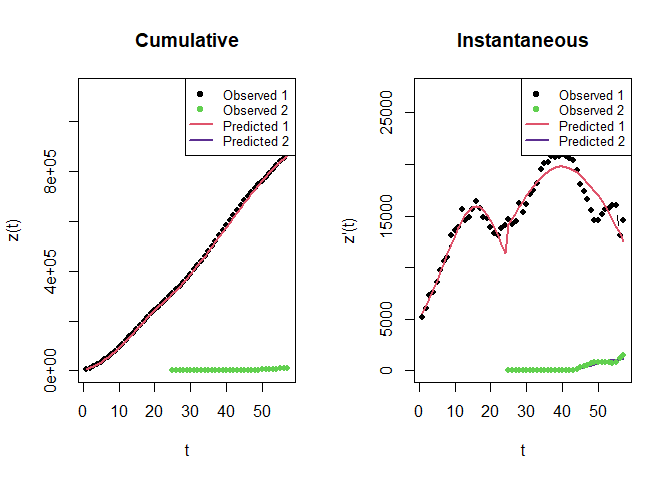 Cumulative
Observed 1
Observed 2
Predicted 1
Predicted 2
z(t)
0e+00
4e+05
8e+05
0 10 20 30 40 50
t
Instantaneous
Observed 1
Observed 2
Predicted 1
Predicted 2
z'(t)
0
5000
15000
25000
0 10 20 30 40 50
t